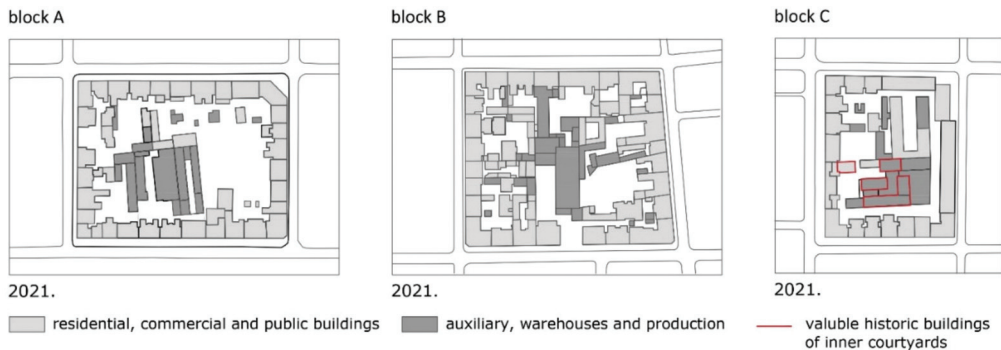 block A
block B
block C
2021.
2021.
2021.
residential, commercial and public buildings
auxiliary, warehouses and production
valuble historic buildings
of inner courtyards